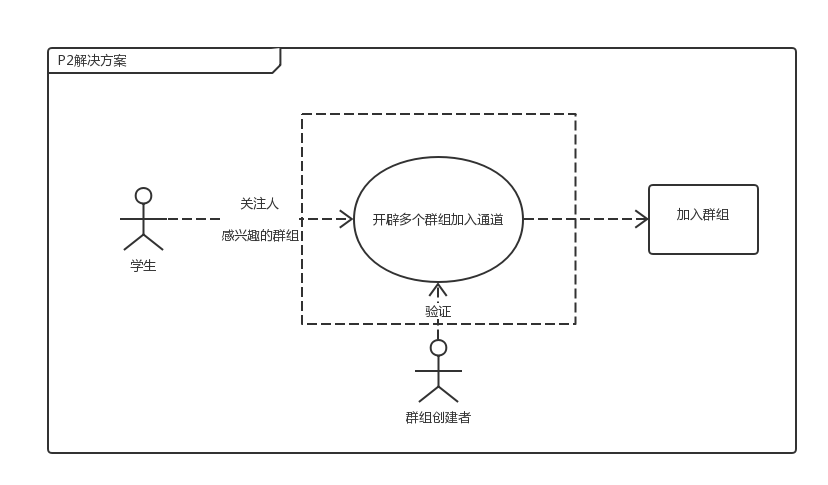 P2解决方案
关注人
感兴趣的群组
开辟多个群组加入通道
加入群组
学生
验证
群组创建者